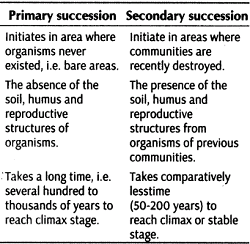 Primary succession Secondary succession
Initiates in area where Initiate in areas where
organisms never communities are
existed, i.e. bare areas. recently destroyed.
The absence of the The presence of the
soil, humus and soil, humus and
reproductive reproductive
structures of structures from
organisms. organisms of previous
communities.
Takes a long time, i.e. Takes comparatively
several hundred to lesstime
thousands of years to (50-200 years) to
reach climax stage. reach climax or stable
stage.